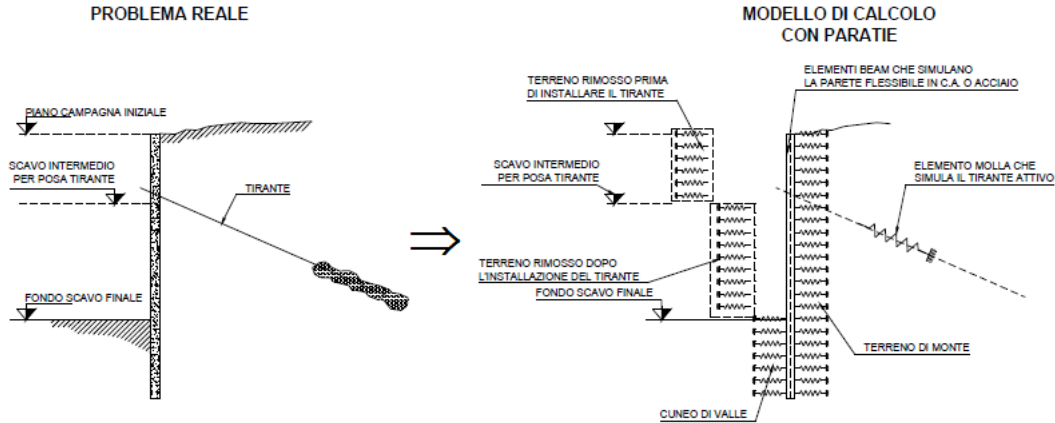 PROBLEMA REALE
PIANO CAMPAGNA INIZIALE
SCAVO INTERMEDIO
PER POSA TIRANTE
TIRANTE
FONDO SCAVO FINALE
MODELLO DI CALCOLO
CON PARATIE
TERRENO RIMOSSO PRIMA
DI INSTALLARE IL TIRANTE
ELEMENTI BEAM CHE SIMULANO
LA PARETE FLESSIBILE IN C.A. O ACCIAIO
SCAVO INTERMEDIO
PER POSA TIRANTE
ELEMENTO MOLLA CHE
SIMULA IL TIRANTE ATTIVO
TERRENO RIMOSSO DOPO
L'INSTALLAZIONE DEL TIRANTE
FONDO SCAVO FINALE
TERRENO DI MONTE
CUNEO DI VALLE